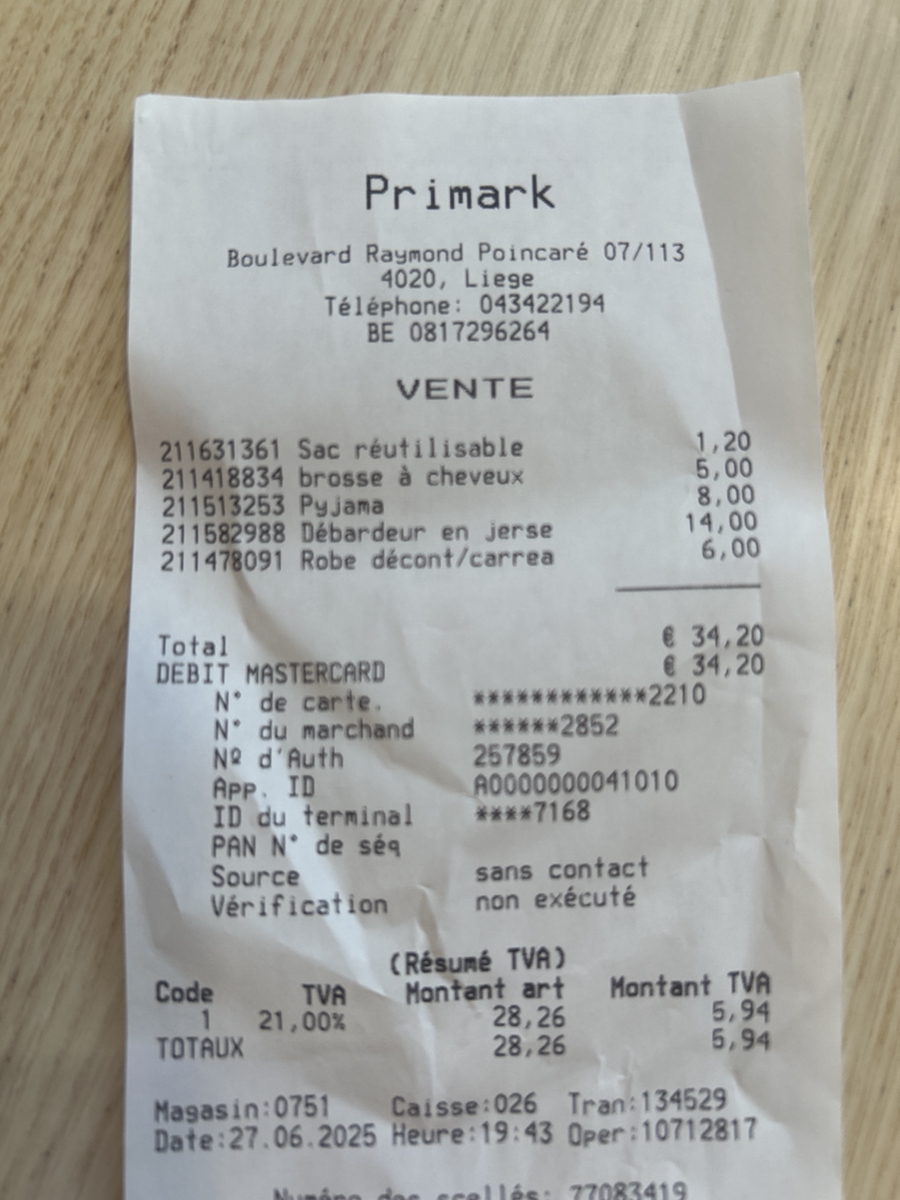 Primark
Boulevard Raymond Poincaré 07/113
4020, Liege
Téléphone: 043422194
BE 0817296264
VENTE
211631361 Sac réutilisable 1,20
211418834 brosse à cheveux 5,00
211513253 Pyjama 8,00
211582988 Débardeur en jerse 14,00
211478091 Robe décont/carrea 6,00
Total € 34,20
DEBIT MASTERCARD € 34,20
N° de carte. ************2210
N° du marchand ******2852
Nº d'Auth 257859
App. ID A0000000041010
ID du terminal ****7168
PAN N° de séq
Source sans contact
Vérification non exécuté
(Résumé TVA)
Code TVA Montant art Montant TVA
1 21,00% 28,26 5,94
TOTAUX 28,26 5,94
Magasin:0751 Caisse:026 Tran:134529
Date:27.06.2025 Heure:19:43 Oper:10712817
Numéro des scellés: 77083419